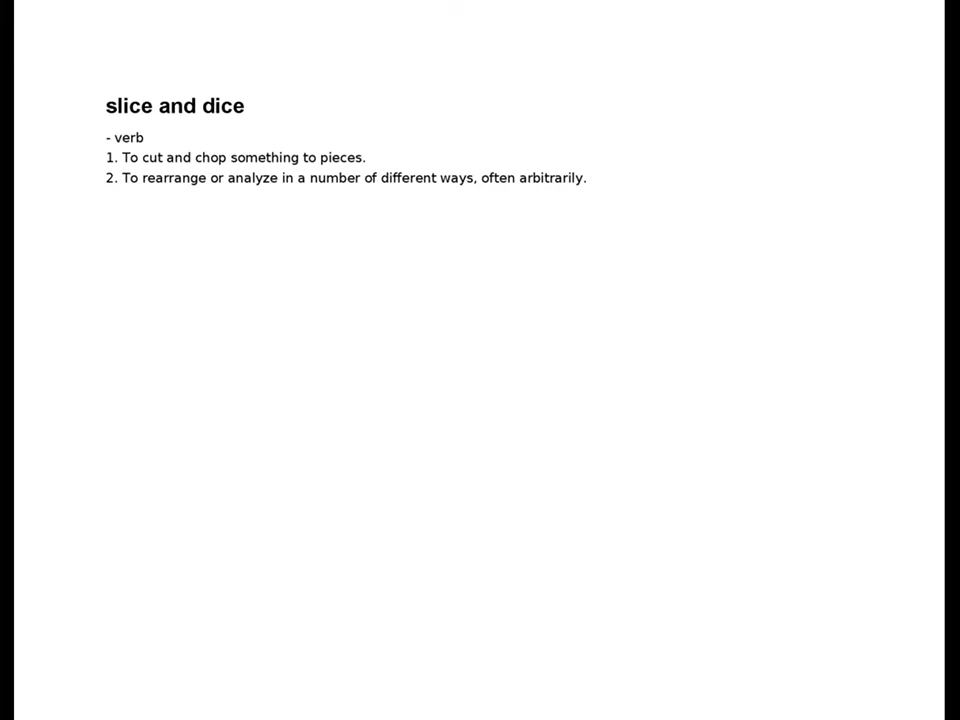 slice and dice
- verb
1. To cut and chop something to pieces.
2. To rearrange or analyze in a number of different ways, often arbitrarily.